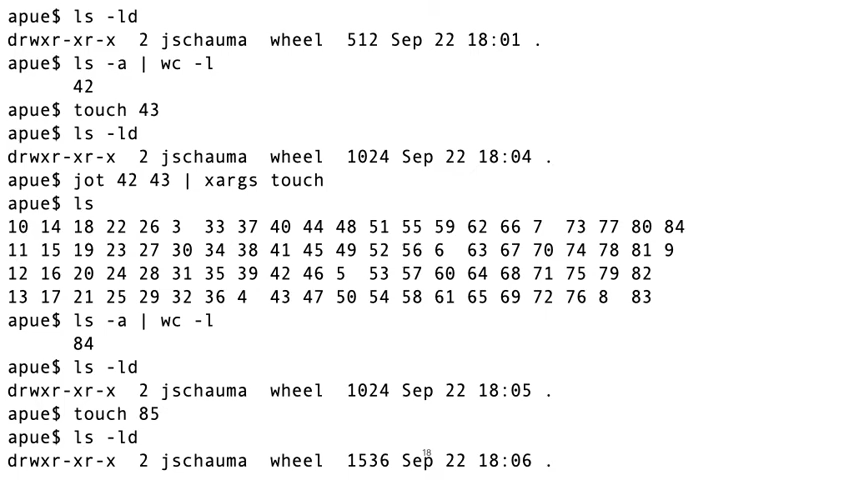 apue$ ls -ld
drwxr-xr-x  2 jschauma  wheel  512 Sep 22 18:01 .
apue$ ls -a | wc -l
      42
apue$ touch 43
apue$ ls -ld
drwxr-xr-x  2 jschauma  wheel  1024 Sep 22 18:04 .
apue$ jot 42 43 | xargs touch
apue$ ls
10 14 18 22 26 3  33 37 40 44 48 51 55 59 62 66 7  73 77 80 84
11 15 19 23 27 30 34 38 41 45 49 52 56 6  63 67 70 74 78 81 9
12 16 20 24 28 31 35 39 42 46 5  53 57 60 64 68 71 75 79 82
13 17 21 25 29 32 36 4  43 47 50 54 58 61 65 69 72 76 8  83
apue$ ls -a | wc -l
      84
apue$ ls -ld
drwxr-xr-x  2 jschauma  wheel  1024 Sep 22 18:05 .
apue$ touch 85
apue$ ls -ld
18
drwxr-xr-x  2 jschauma  wheel  1536 Sep 22 18:06 .